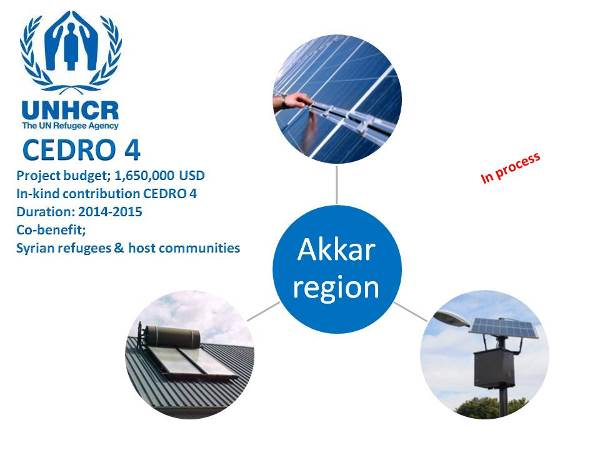 UNHCR
The UN Refugee Agency
CEDRO 4
Project budget; 1,650,000 USD
In-kind contribution CEDRO 4
Duration: 2014-2015
Co-benefit;
Syrian refugees & host communities
In process
Akkar
region